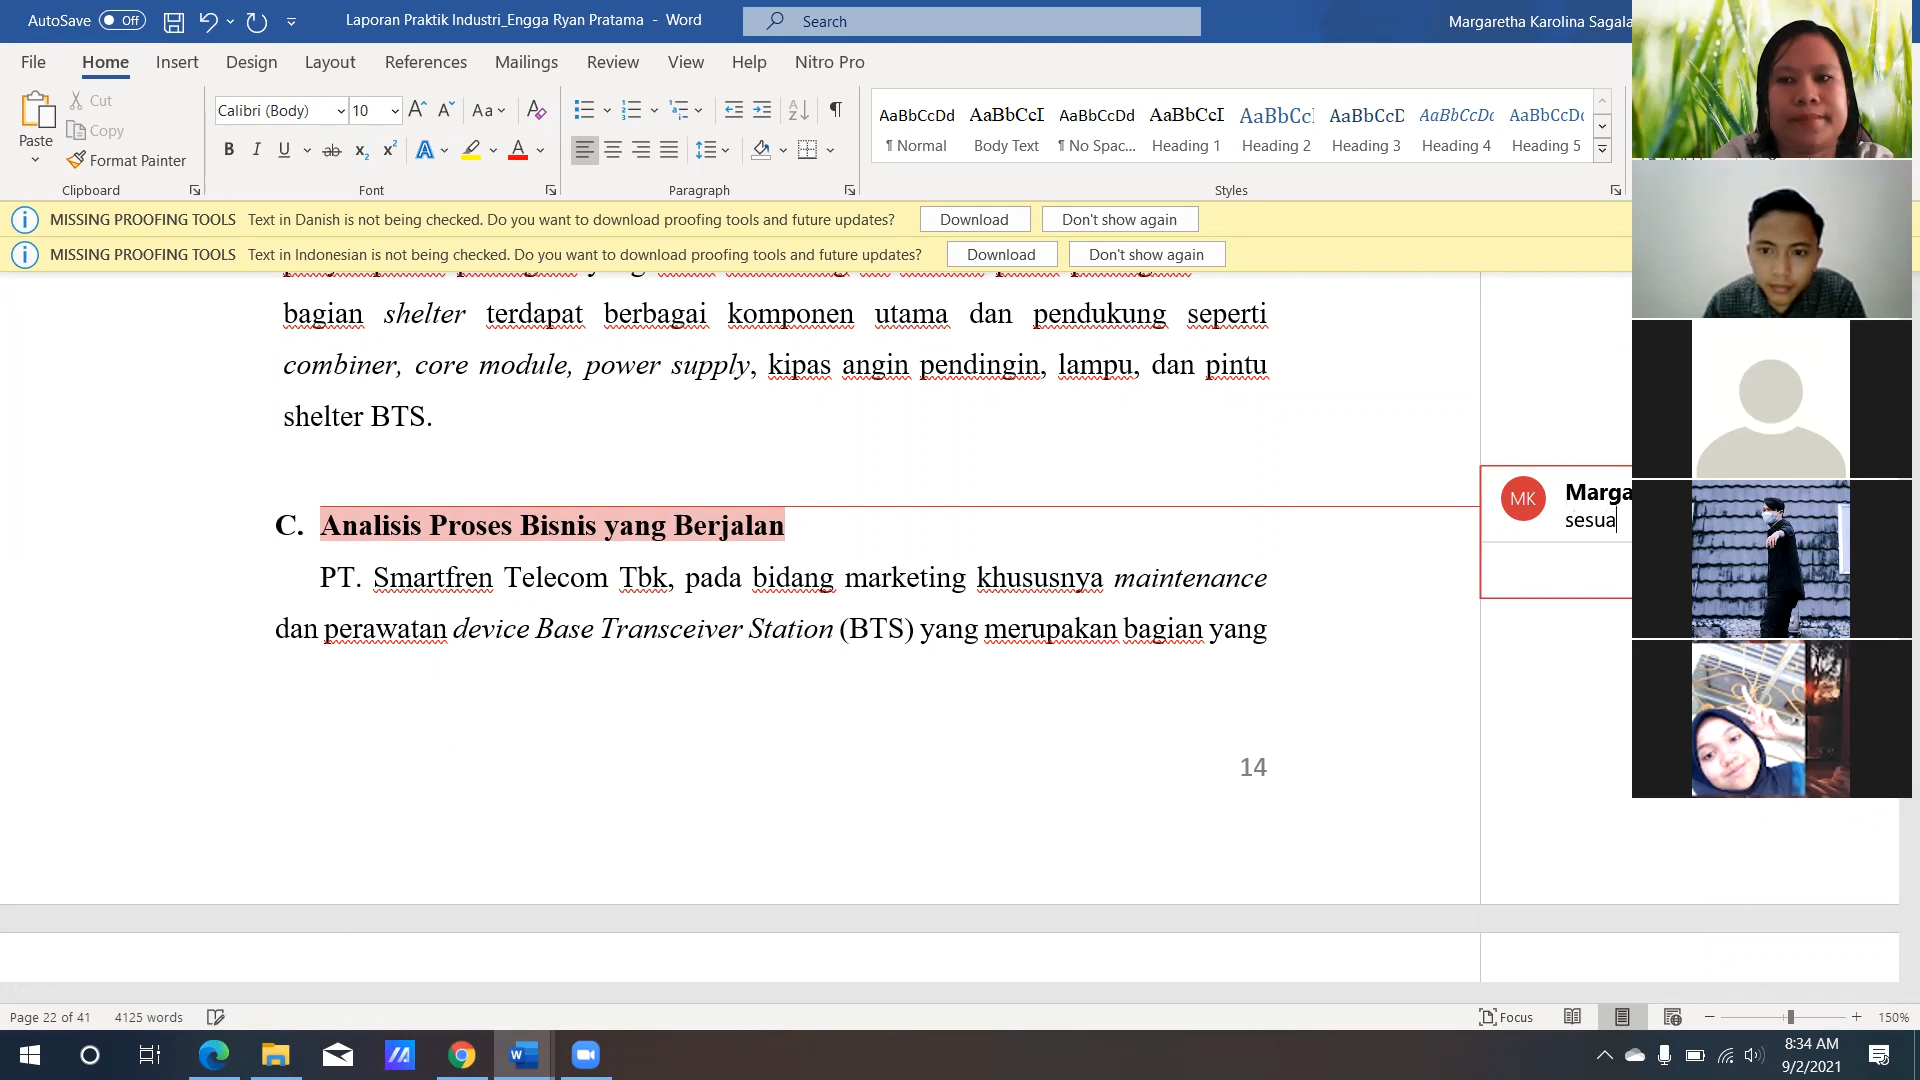 AutoSave Off
Laporan Praktik Industri_Engga Ryan Pratama - Word
Search
Margaretha Karolina Sagala
File Home Insert Design Layout References Mailings Review View Help Nitro Pro
Paste
Cut
Copy
Format Painter
Clipboard
Calibri (Body) 10
Font
Paragraph
AaBbCcDd AaBbCcI AaBbCcDd AaBbCcI AaBbCc AaBbCcD AaBbCcDc AaBbCcDc
¶ Normal Body Text ¶ No Spac... Heading 1 Heading 2 Heading 3 Heading 4 Heading 5
Styles
MISSING PROOFING TOOLS Text in Danish is not being checked. Do you want to download proofing tools and future updates? Download Don't show again
MISSING PROOFING TOOLS Text in Indonesian is not being checked. Do you want to download proofing tools and future updates? Download Don't show again
bagian shelter terdapat berbagai komponen utama dan pendukung seperti
combiner, core module, power supply, kipas angin pendingin, lampu, dan pintu
shelter BTS.
C. Analisis Proses Bisnis yang Berjalan
MK Marga
sesua
PT. Smartfren Telecom Tbk, pada bidang marketing khususnya maintenance
dan perawatan device Base Transceiver Station (BTS) yang merupakan bagian yang
14
Page 22 of 41 4125 words
Focus
150%
8:34 AM
9/2/2021